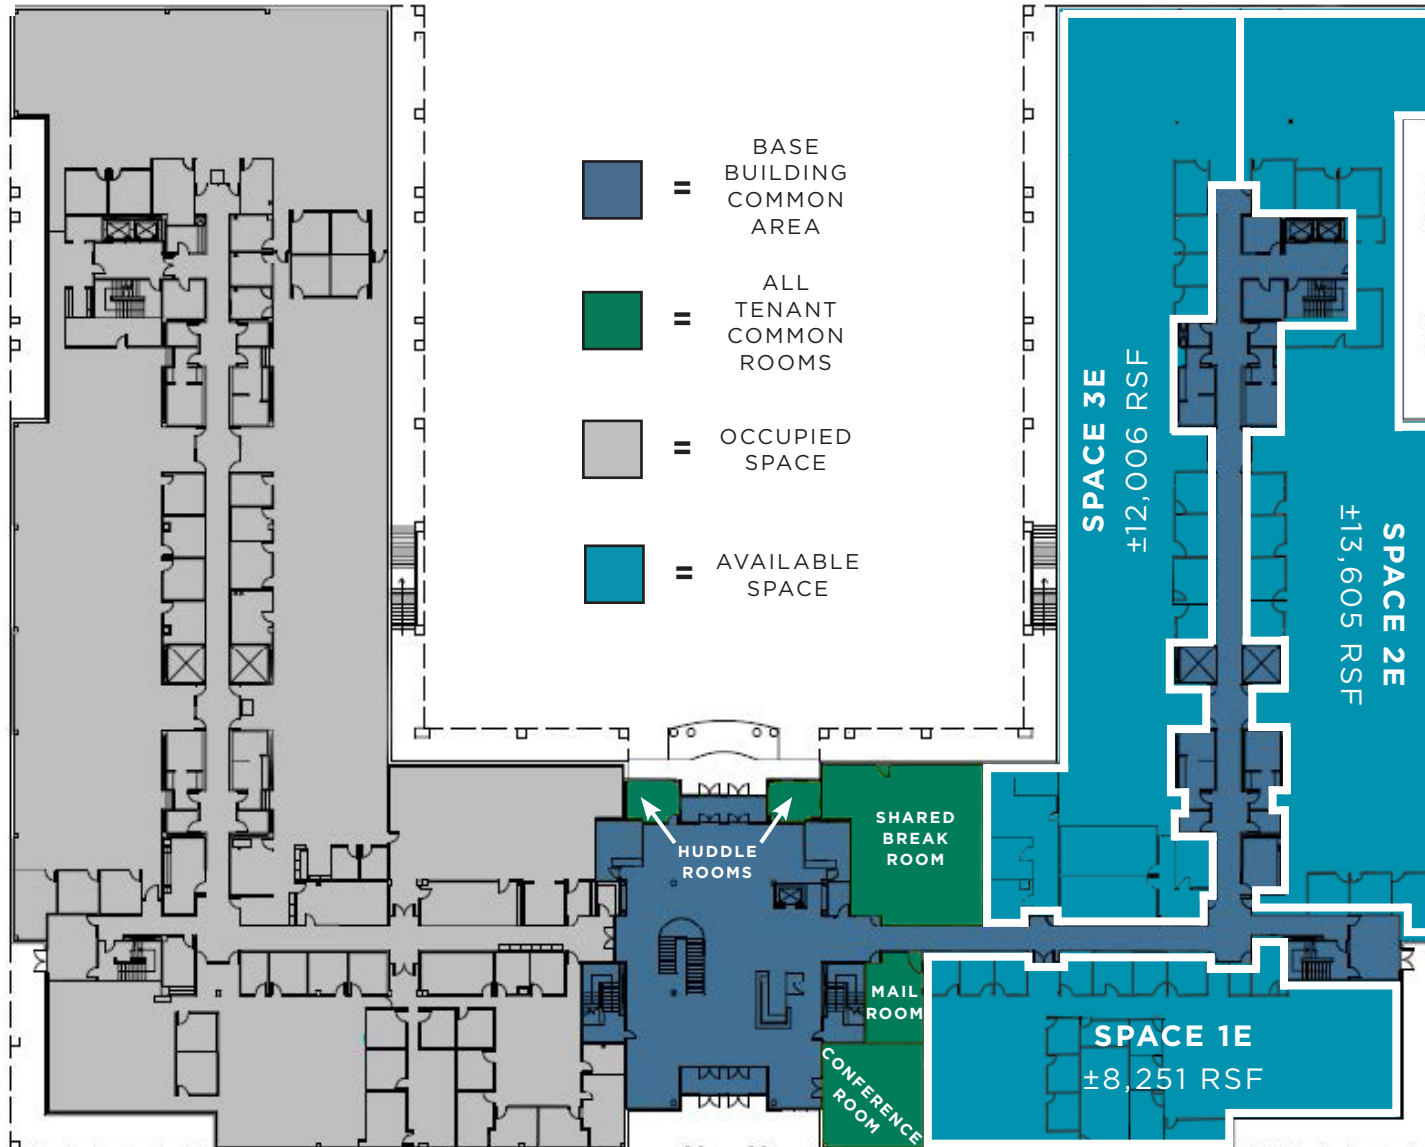 BASE
BUILDING
COMMON
AREA
=
ALL
TENANT
COMMON
ROOMS
=
OCCUPIED
SPACE
=
AVAILABLE
SPACE
=
SPACE 3E
±12,006 RSF
SPACE 2E
±13,605 RSF
HUDDLE
ROOMS
SHARED
BREAK
ROOM
MAIL
ROOM
CONFERENCE
ROOM
SPACE 1E
±8,251 RSF